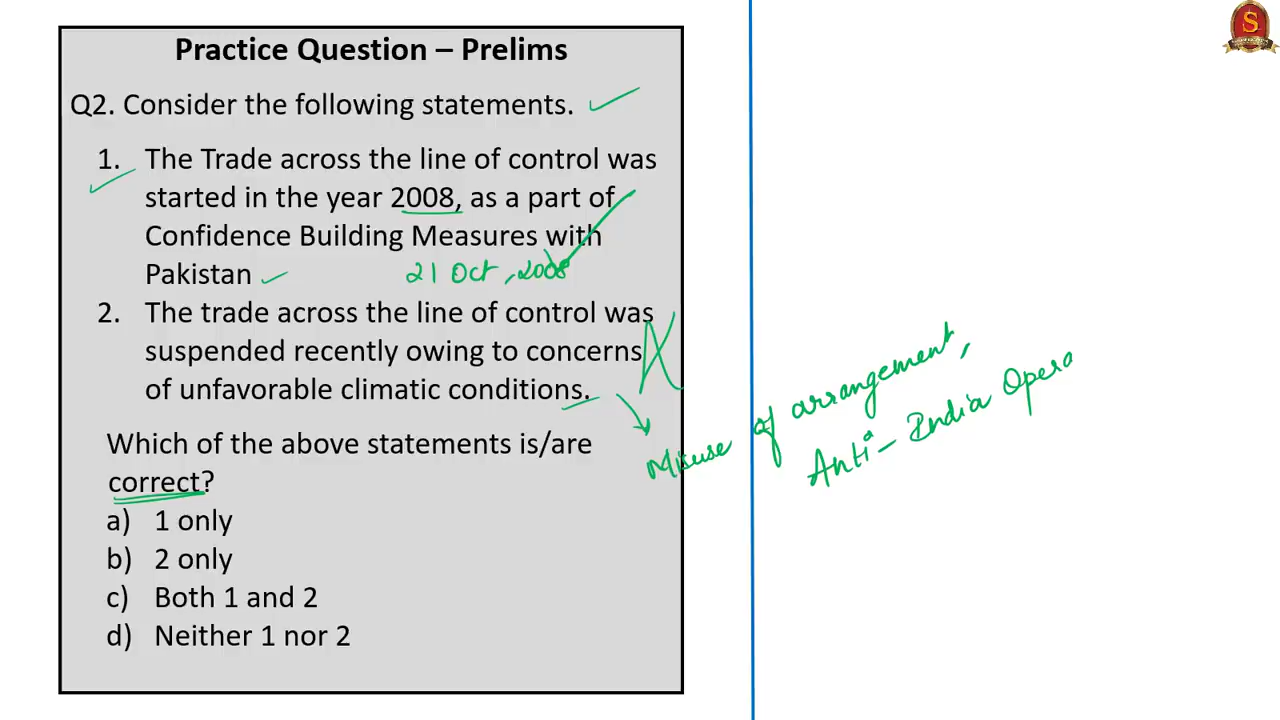 Practice Question – Prelims
Q2. Consider the following statements.
1. The Trade across the line of control was
started in the year 2008, as a part of
Confidence Building Measures with
Pakistan
21 Oct, 2008
2. The trade across the line of control was
suspended recently owing to concerns
of unfavorable climatic conditions.
Misuse of arrangement,
Anti-India Opera
Which of the above statements is/are
correct?
a) 1 only
b) 2 only
c) Both 1 and 2
d) Neither 1 nor 2
S